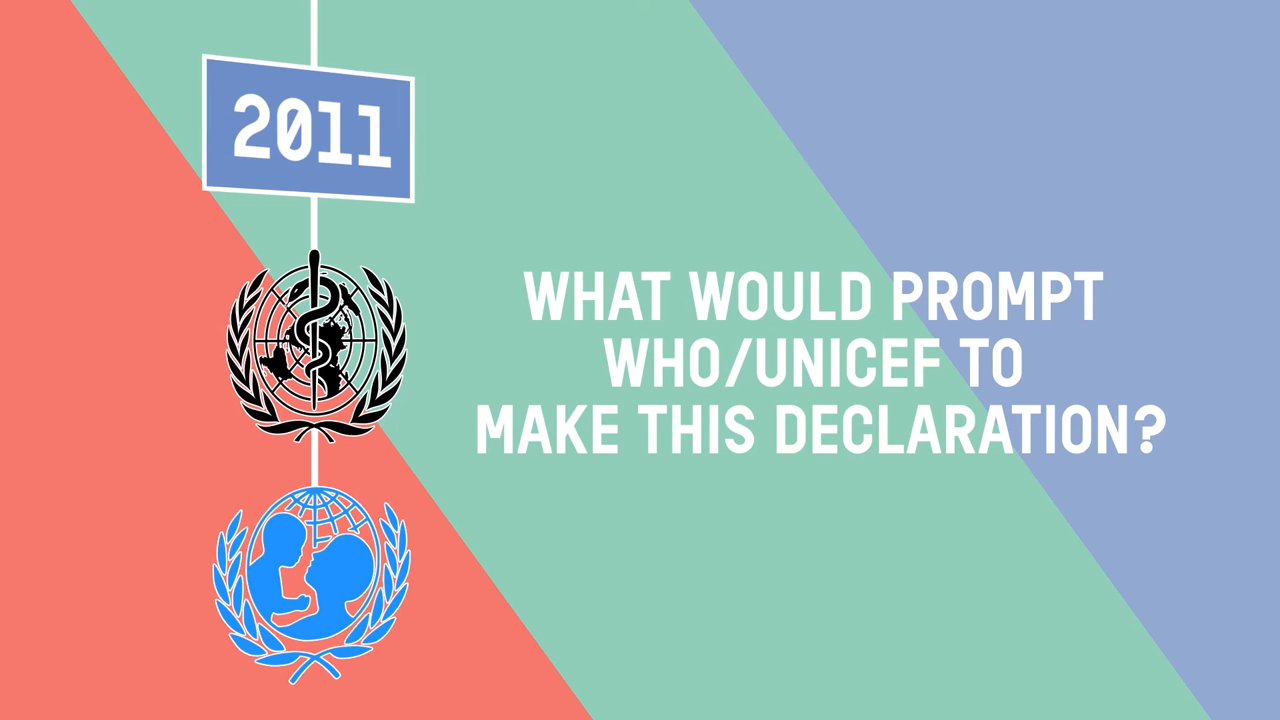 2011
WHAT WOULD PROMPT
WHO/UNICEF TO
MAKE THIS DECLARATION?